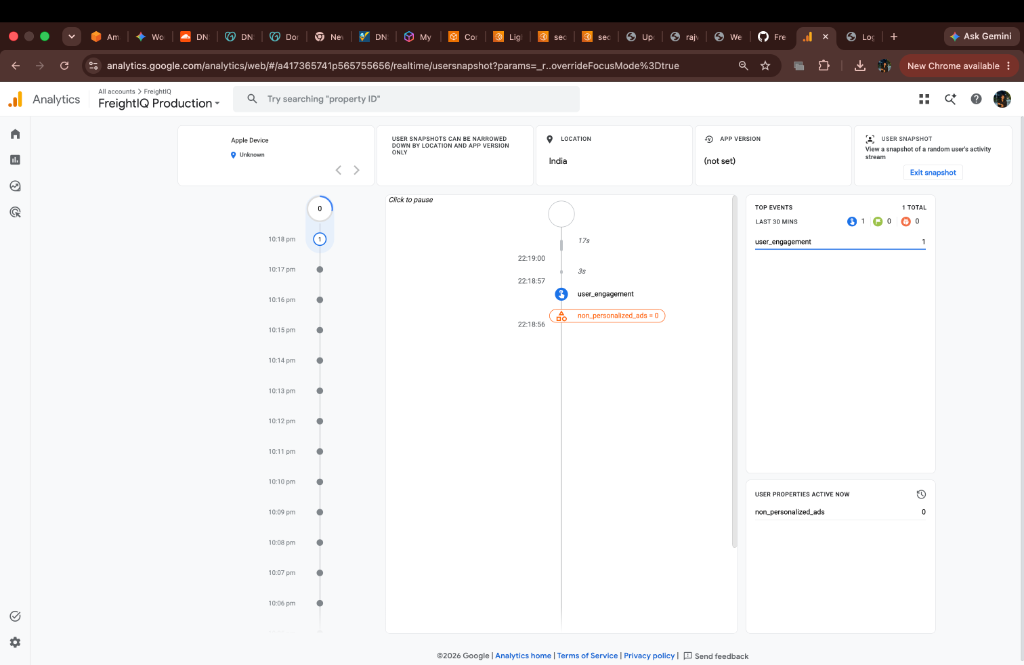 Am
Wo
DN
DN
Doi
Nev
DN
My
Co
Ligl
sec
sec
Up
raj
We
Fre
Log
Ask Gemini
analytics.google.com/analytics/web/#/a417365741p565755656/realtime/usersnapshot?params=_r..overrideFocusMode%3Dtrue
New Chrome available
Analytics
All accounts > FreightIQ
FreightIQ Production
Try searching "property ID"
Apple Device
Unknown
USER SNAPSHOTS CAN BE NARROWED
DOWN BY LOCATION AND APP VERSION
ONLY
LOCATION
India
APP VERSION
(not set)
USER SNAPSHOT
View a snapshot of a random user's activity
stream
Exit snapshot
0
10:18 pm
1
10:17 pm
10:16 pm
10:15 pm
10:14 pm
10:13 pm
10:12 pm
10:11 pm
10:10 pm
10:09 pm
10:08 pm
10:07 pm
10:06 pm
Click to pause
17s
22:19:00
3s
22:18:57
user_engagement
non_personalized_ads = 0
22:18:56
TOP EVENTS
1 TOTAL
LAST 30 MINS
1
0
0
user_engagement
1
USER PROPERTIES ACTIVE NOW
non_personalized_ads
0
©2026 Google | Analytics home | Terms of Service | Privacy policy | Send feedback